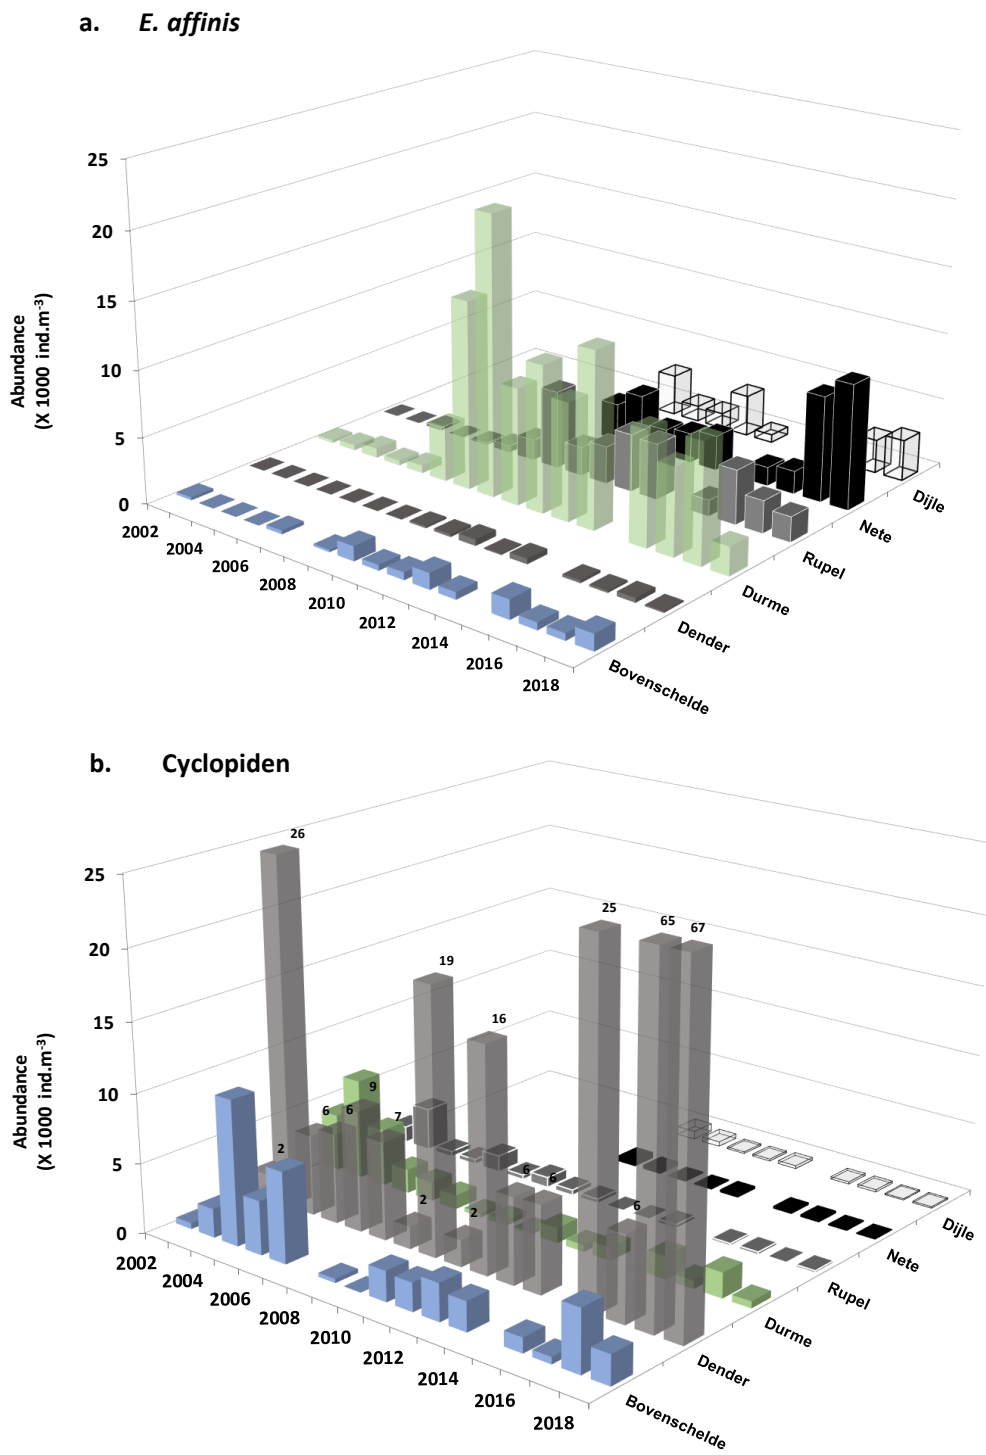 a. E. affinis
25
20
15
10
5
0
Abundance
(X 1000 ind.m-3)
2002
2004
2006
2008
2010
2012
2014
2016
2018
Bovenschelde
Dender
Durme
Rupel
Nete
Dijle
b. Cyclopiden
26
25
65
67
19
16
9
6
6
7
2
6
6
2
2
6
25
20
15
10
5
0
Abundance
(X 1000 ind.m-3)
2002
2004
2006
2008
2010
2012
2014
2016
2018
Bovenschelde
Dender
Durme
Rupel
Nete
Dijle